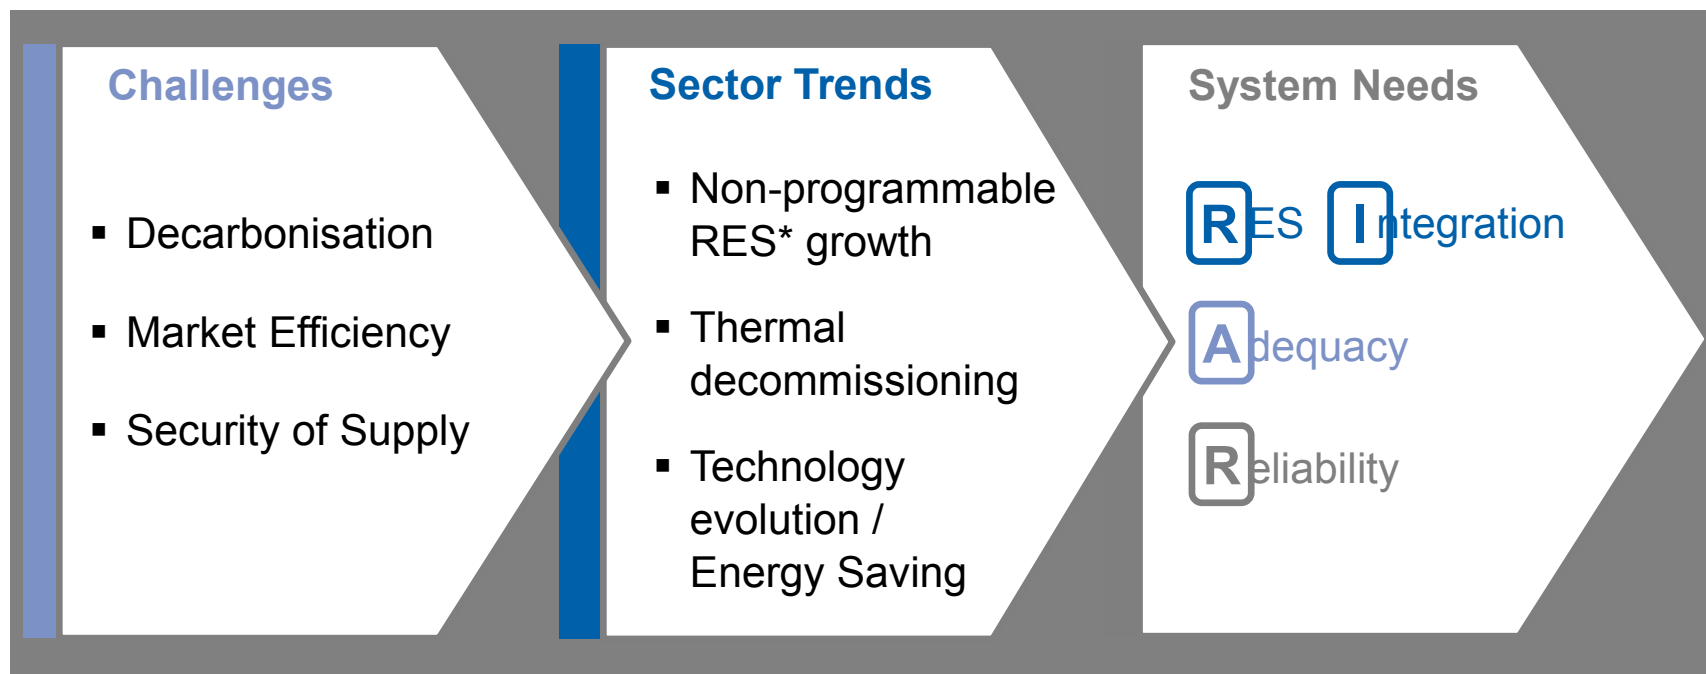 Challenges
▪ Decarbonisation
▪ Market Efficiency
▪ Security of Supply
Sector Trends
▪ Non-programmable
RES* growth
▪ Thermal
decommissioning
▪ Technology
evolution /
Energy Saving
System Needs
RES Integration
Adequacy
Reliability